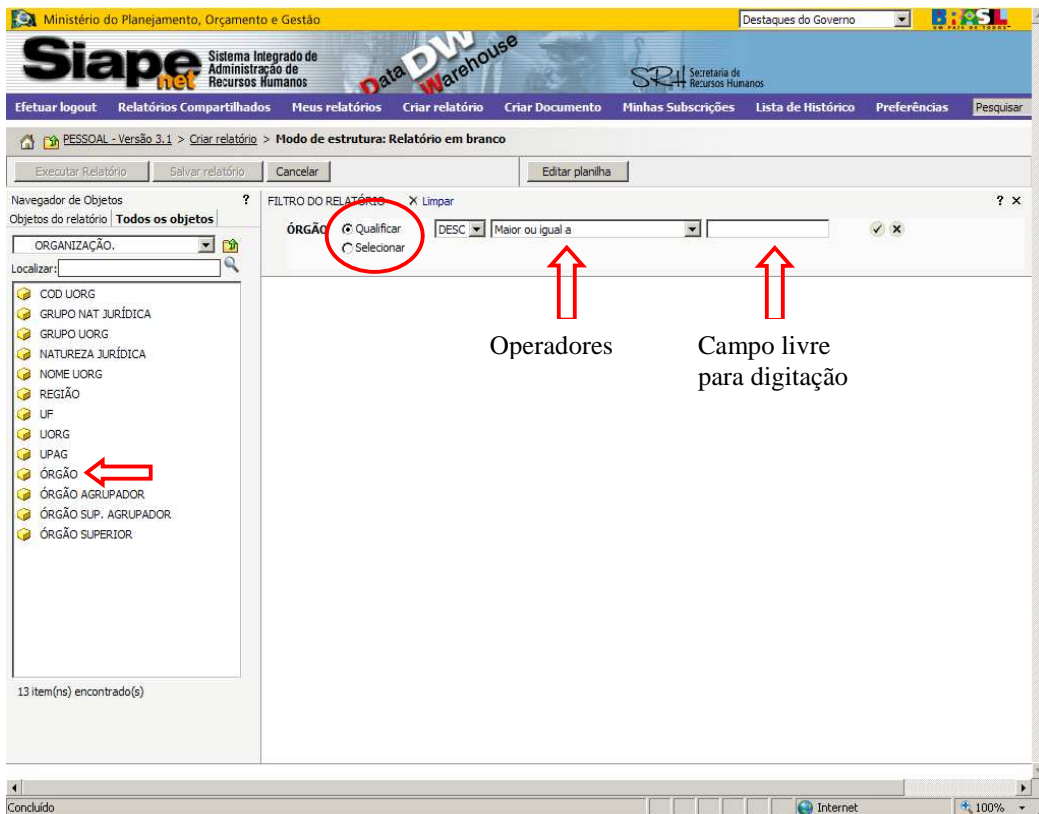 Ministério do Planejamento, Orçamento e Gestão
Destaques do Governo
BRASIL
UM PAÍS DE TODOS
Siape
net
Sistema Integrado de
Administração de
Recursos Humanos
Data DW Warehouse
SRH Secretaria de
Recursos Humanos
Efetuar logout Relatórios Compartilhados Meus relatórios Criar relatório Criar Documento Minhas Subscrições Lista de Histórico Preferências Pesquisar
PESSOAL - Versão 3.1 > Criar relatório > Modo de estrutura: Relatório em branco
Executar Relatório Salvar relatório Cancelar Editar planilha
Navegador de Objetos ?
Objetos do relatório Todos os objetos
ORGANIZAÇÃO.
Localizar:
COD UORG
GRUPO NAT JURÍDICA
GRUPO UORG
NATUREZA JURÍDICA
NOME UORG
REGIÃO
UF
UORG
UPAG
ÓRGÃO
ÓRGÃO AGRUPADOR
ÓRGÃO SUP. AGRUPADOR
ÓRGÃO SUPERIOR
13 item(ns) encontrado(s)
FILTRO DO RELATÓRIO X Limpar ? X
ÓRGÃO Qualificar DESC Maior ou igual a
Selecionar
Operadores
Campo livre
para digitação
Concluído Internet 100%